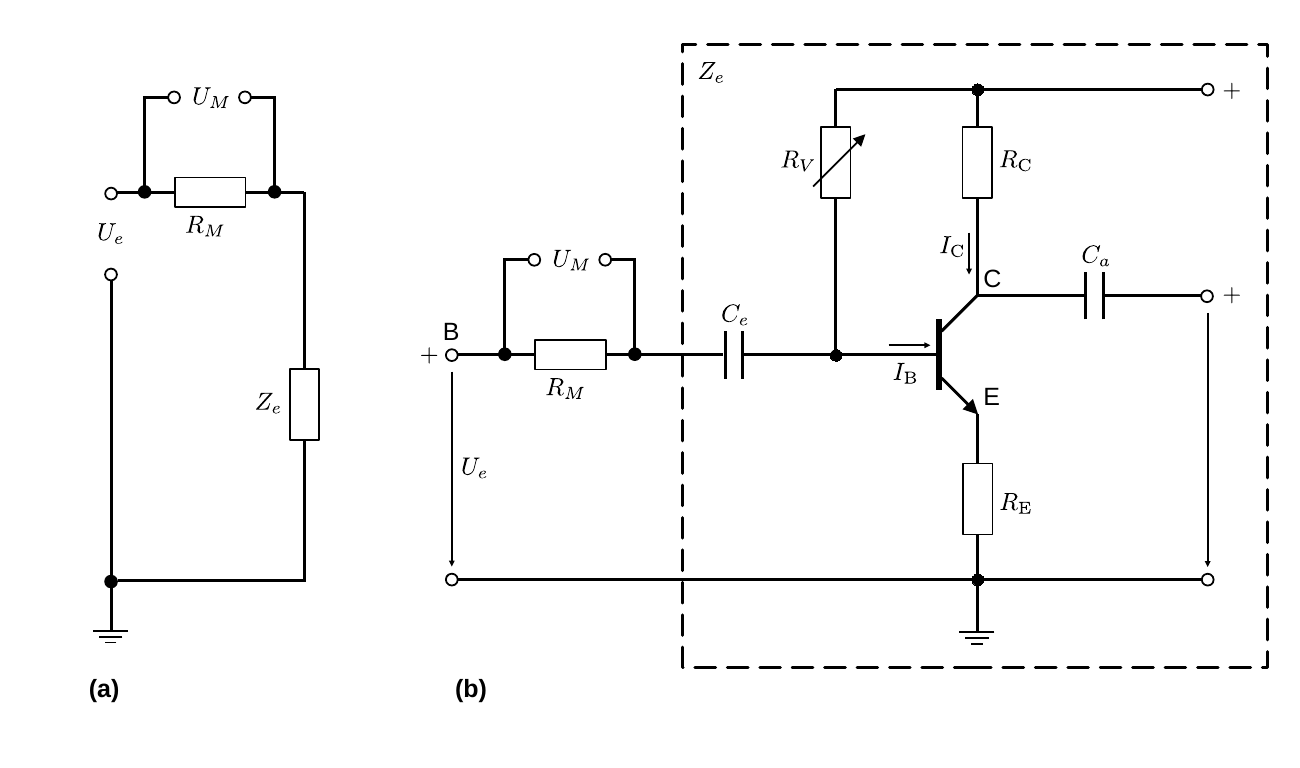 U_M
R_M
U_e
Z_e
(a)
Z_e
+
R_V
R_C
I_C
C
C_a
+
U_M
B
+
R_M
C_e
I_B
E
U_e
R_E
(b)